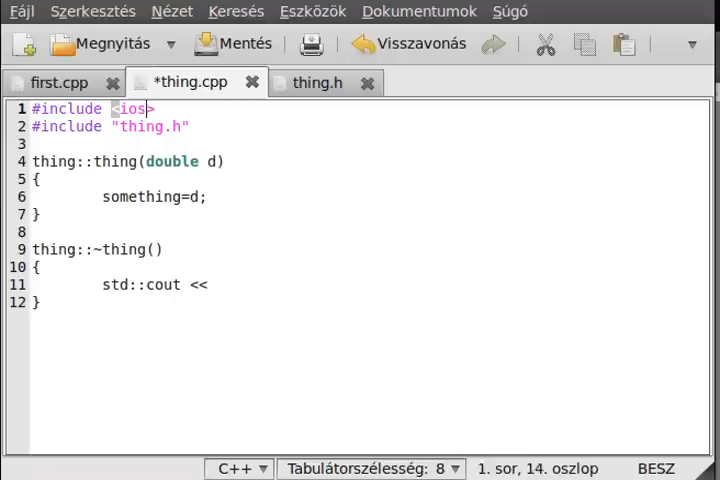 Fájl Szerkesztés Nézet Keresés Eszközök Dokumentumok Súgó
Megnyitás Mentés Visszavonás
first.cpp *thing.cpp thing.h
1 #include <ios>
2 #include "thing.h"
3
4 thing::thing(double d)
5 {
6 something=d;
7 }
8
9 thing::~thing()
10 {
11 std::cout <<
12 }
C++ Tabulátorszélesség: 8 1. sor, 14. oszlop BESZ